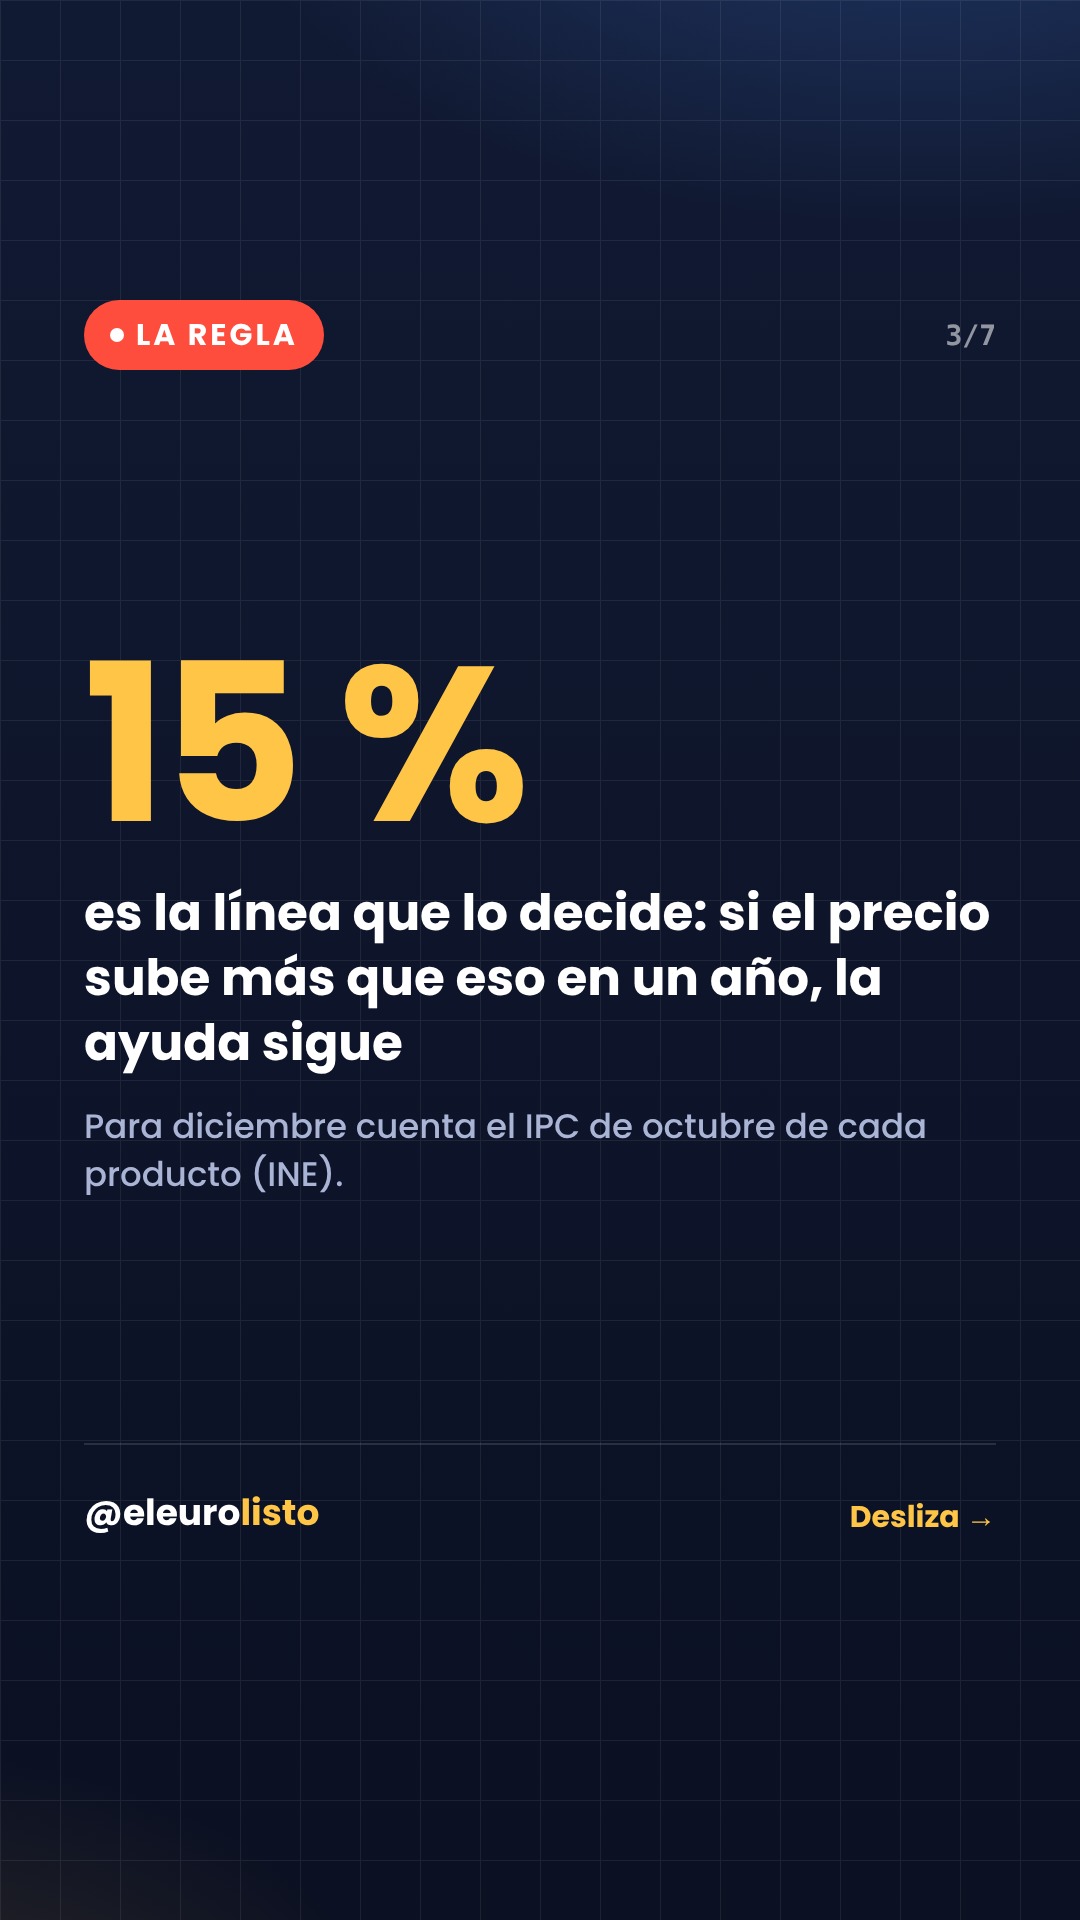 LA REGLA
3/7
15 %
es la línea que lo decide: si el precio
sube más que eso en un año, la
ayuda sigue
Para diciembre cuenta el IPC de octubre de cada
producto (INE).
@eleurolisto
Desliza →